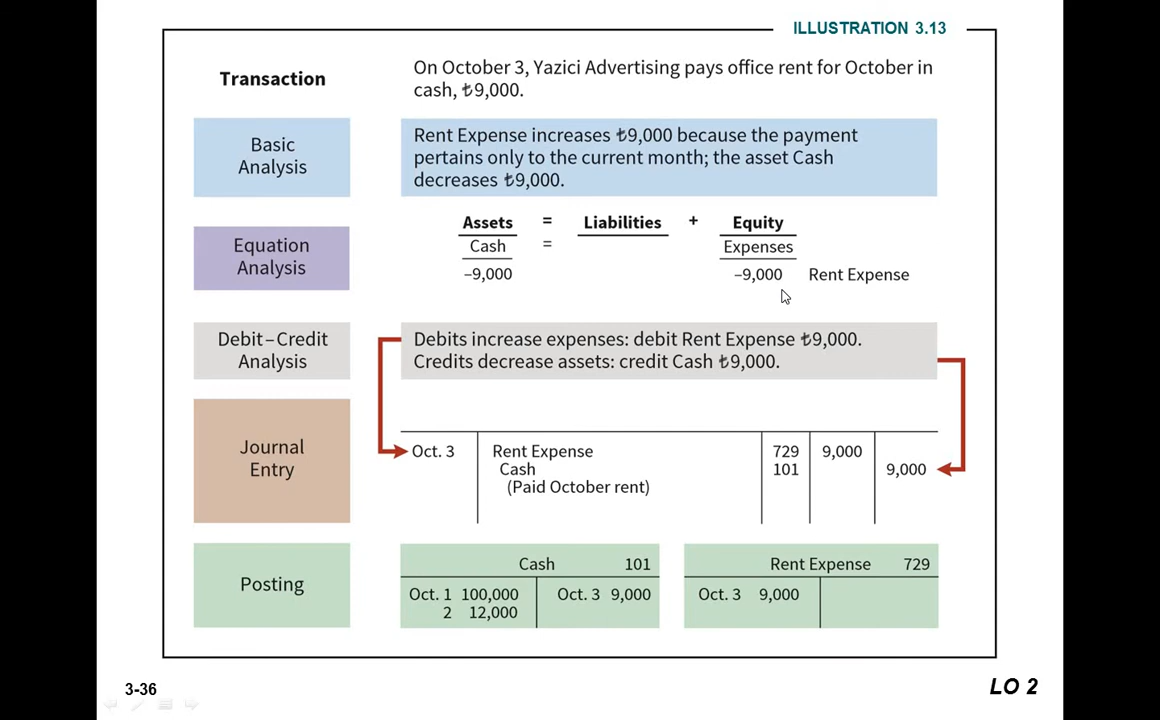 ILLUSTRATION 3.13
Transaction
On October 3, Yazici Advertising pays office rent for October in
cash, ₺9,000.
Basic
Analysis
Rent Expense increases ₺9,000 because the payment
pertains only to the current month; the asset Cash
decreases ₺9,000.
Equation
Analysis
Assets = Liabilities + Equity
Cash = Expenses
–9,000 –9,000 Rent Expense
Debit–Credit
Analysis
Debits increase expenses: debit Rent Expense ₺9,000.
Credits decrease assets: credit Cash ₺9,000.
Journal
Entry
Oct. 3 Rent Expense 729 9,000
Cash 101 9,000
(Paid October rent)
Posting
Cash 101
Oct. 1 100,000 Oct. 3 9,000
2 12,000
Rent Expense 729
Oct. 3 9,000
3-36
LO 2